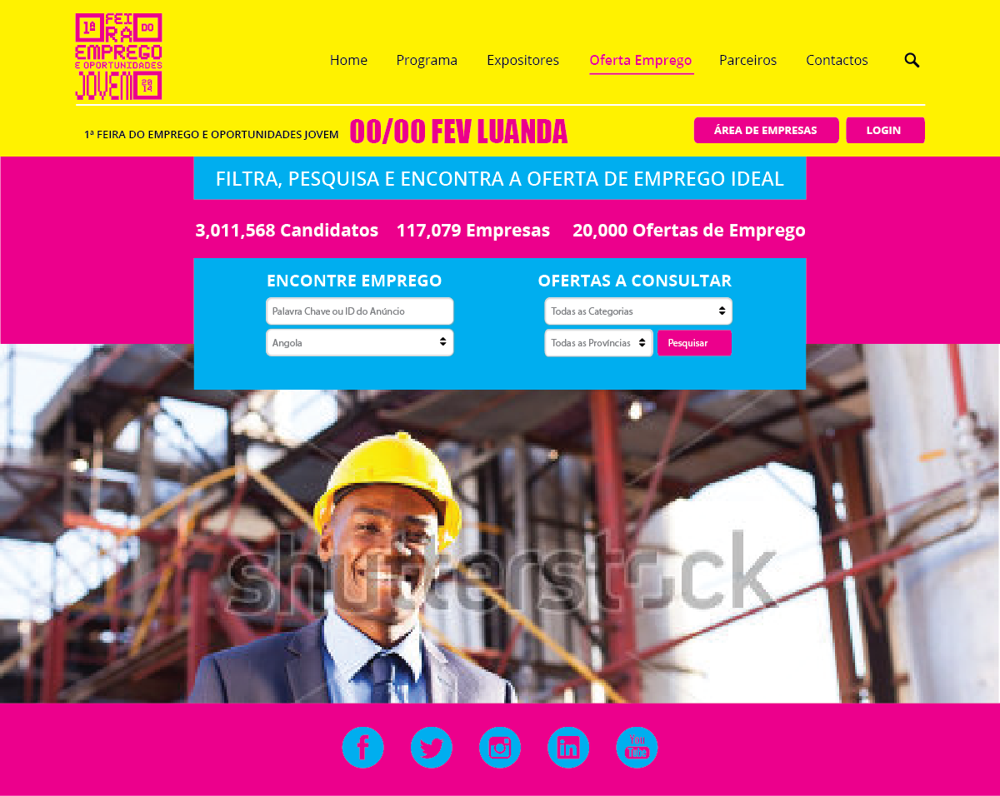 1ª FEI DO
RA
EMPREGO
E OPORTUNIDADES
JOVEM 2014
Home Programa Expositores Oferta Emprego Parceiros Contactos
1ª FEIRA DO EMPREGO E OPORTUNIDADES JOVEM 00/00 FEV LUANDA ÁREA DE EMPRESAS LOGIN
FILTRA, PESQUISA E ENCONTRA A OFERTA DE EMPREGO IDEAL
3,011,568 Candidatos 117,079 Empresas 20,000 Ofertas de Emprego
ENCONTRE EMPREGO OFERTAS A CONSULTAR
Palavra Chave ou ID do Anúncio Todas as Categorias
Angola Todas as Províncias Pesquisar
shutterstock
You
Tube